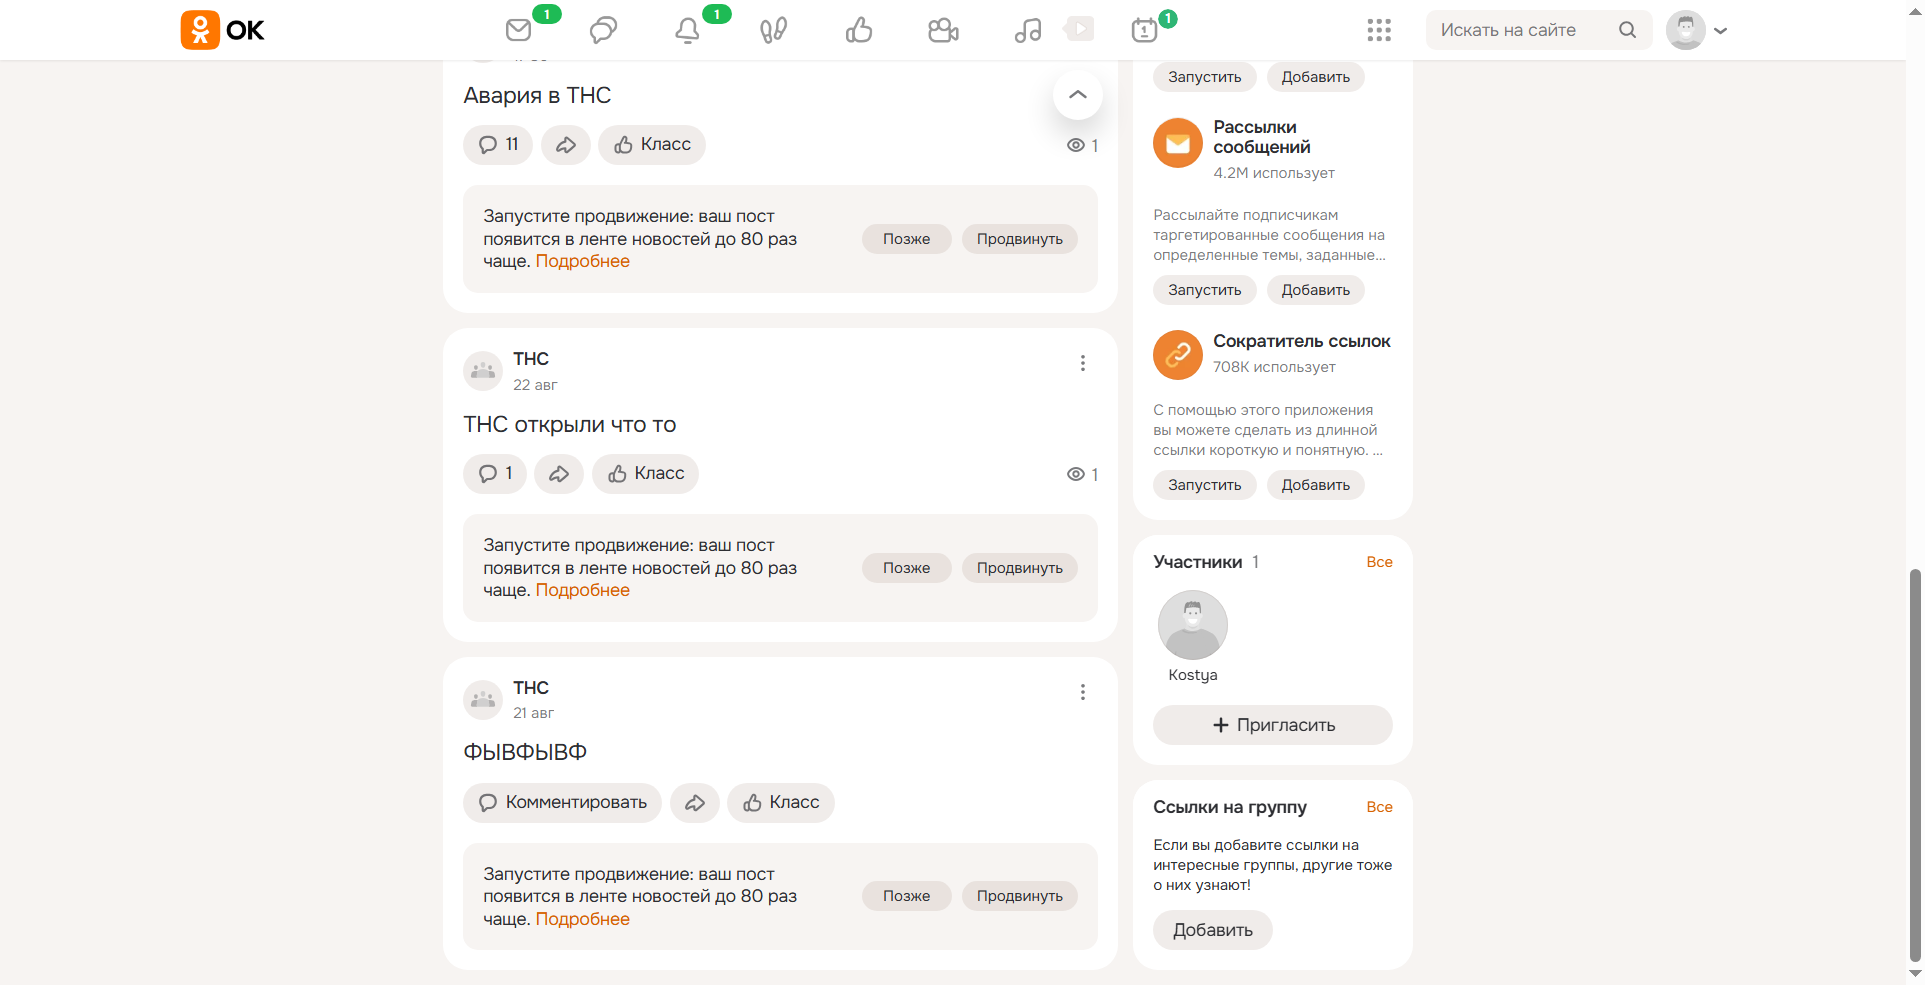 ОК
1
1
1
1
Искать на сайте
Авария в ТНС
11
Класс
1
Запустите продвижение: ваш пост
появится в ленте новостей до 80 раз
чаще. Подробнее
Позже
Продвинуть
ТНС
22 авг
ТНС открыли что то
1
Класс
1
Запустите продвижение: ваш пост
появится в ленте новостей до 80 раз
чаще. Подробнее
Позже
Продвинуть
ТНС
21 авг
ФЫВФЫВФ
Комментировать
Класс
Запустите продвижение: ваш пост
появится в ленте новостей до 80 раз
чаще. Подробнее
Позже
Продвинуть
Запустить
Добавить
Рассылки
сообщений
4.2М использует
Рассылайте подписчикам
таргетированные сообщения на
определенные темы, заданные...
Запустить
Добавить
Сократитель ссылок
708К использует
С помощью этого приложения
вы можете сделать из длинной
ссылки короткую и понятную. ...
Запустить
Добавить
Участники 1
Все
Kostya
+ Пригласить
Ссылки на группу
Все
Если вы добавите ссылки на
интересные группы, другие тоже
о них узнают!
Добавить